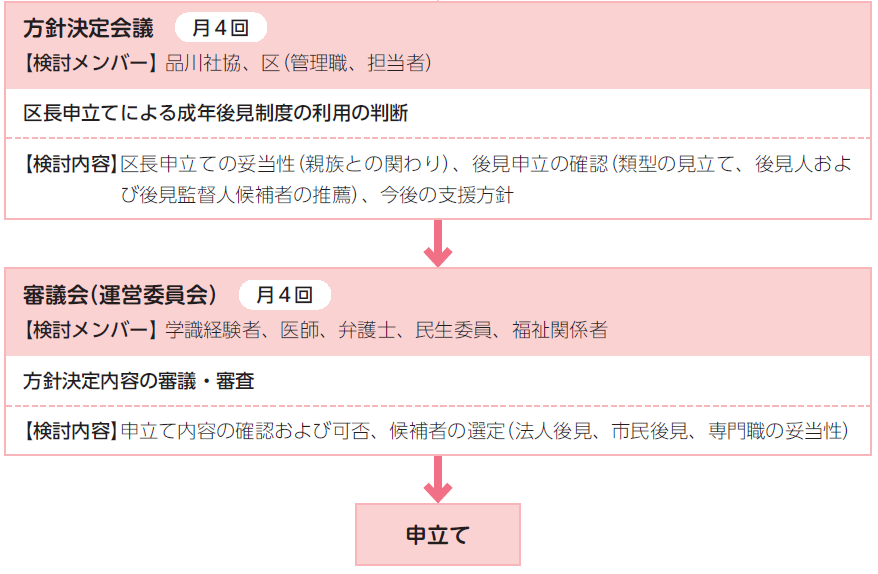 方針決定会議 月4回
【検討メンバー】品川社協、区(管理職、担当者)
区長申立てによる成年後見制度の利用の判断
【検討内容】区長申立ての妥当性(親族との関わり)、後見申立の確認(類型の見立て、後見人およ
び後見監督人候補者の推薦)、今後の支援方針
審議会(運営委員会) 月4回
【検討メンバー】学識経験者、医師、弁護士、民生委員、福祉関係者
方針決定内容の審議・審査
【検討内容】申立て内容の確認および可否、候補者の選定(法人後見、市民後見、専門職の妥当性)
申立て